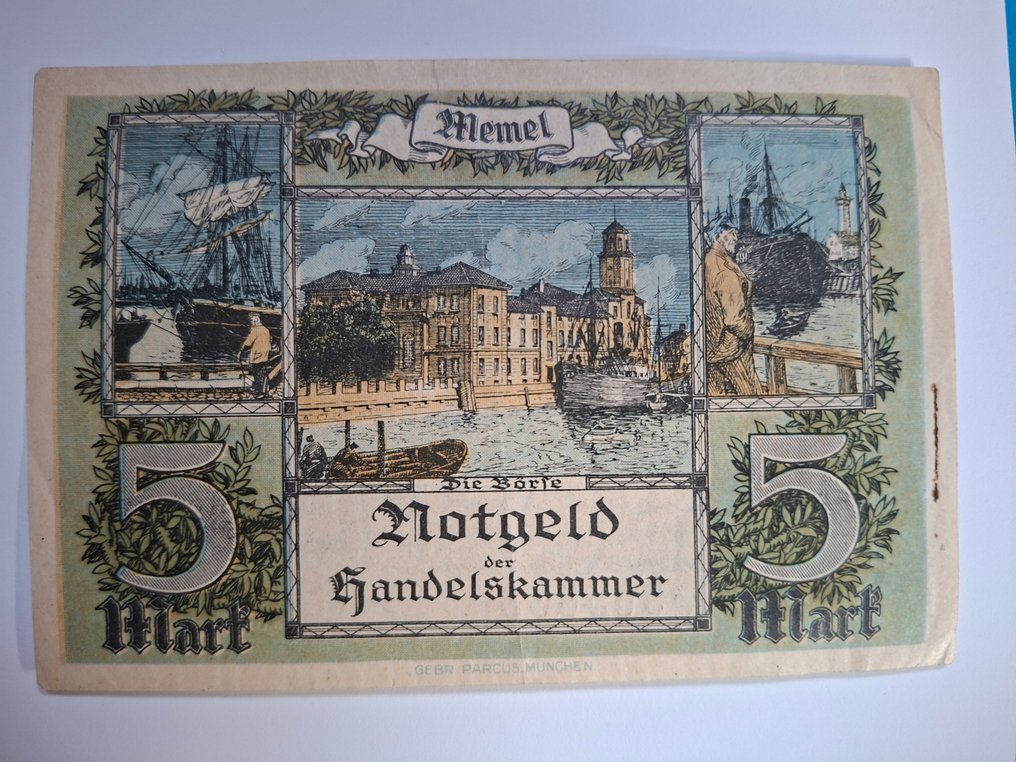 Memel
Die Börse
Notgeld
der
Handelskammer
5
Mark
5
Mark
GEBR PARCUS, MÜNCHEN